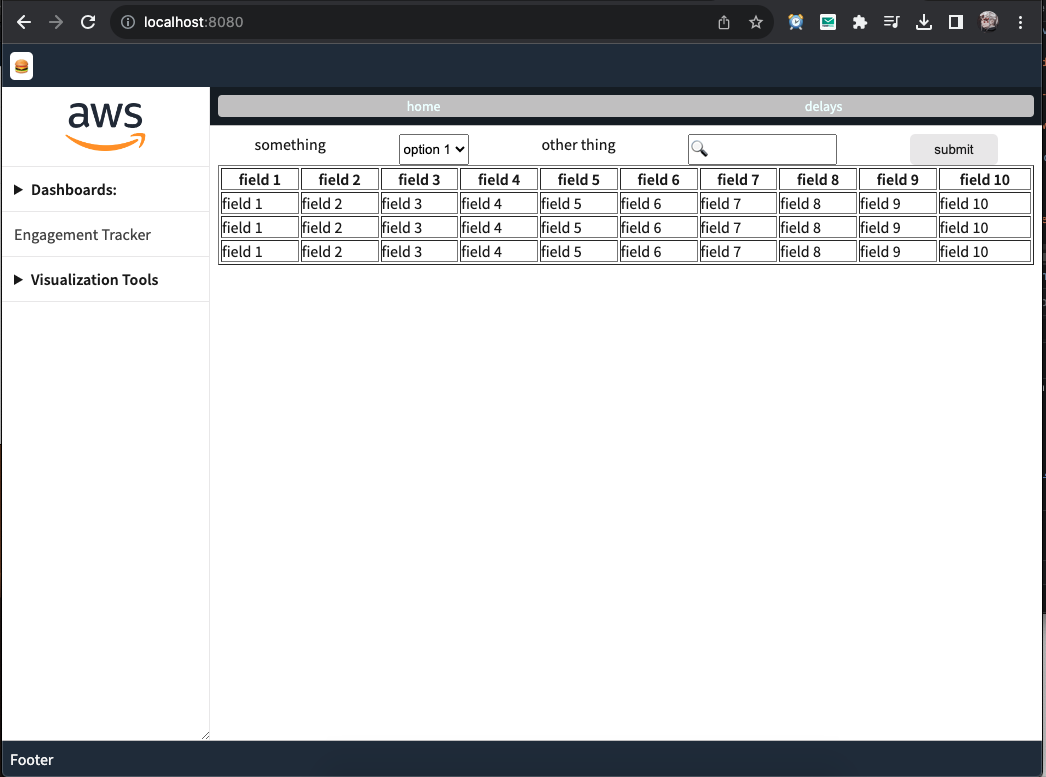 localhost:8080
aws
home delays
something option 1 other thing submit
Dashboards:
field 1 field 2 field 3 field 4 field 5 field 6 field 7 field 8 field 9 field 10
field 1 field 2 field 3 field 4 field 5 field 6 field 7 field 8 field 9 field 10
Engagement Tracker
field 1 field 2 field 3 field 4 field 5 field 6 field 7 field 8 field 9 field 10
field 1 field 2 field 3 field 4 field 5 field 6 field 7 field 8 field 9 field 10
Visualization Tools
Footer